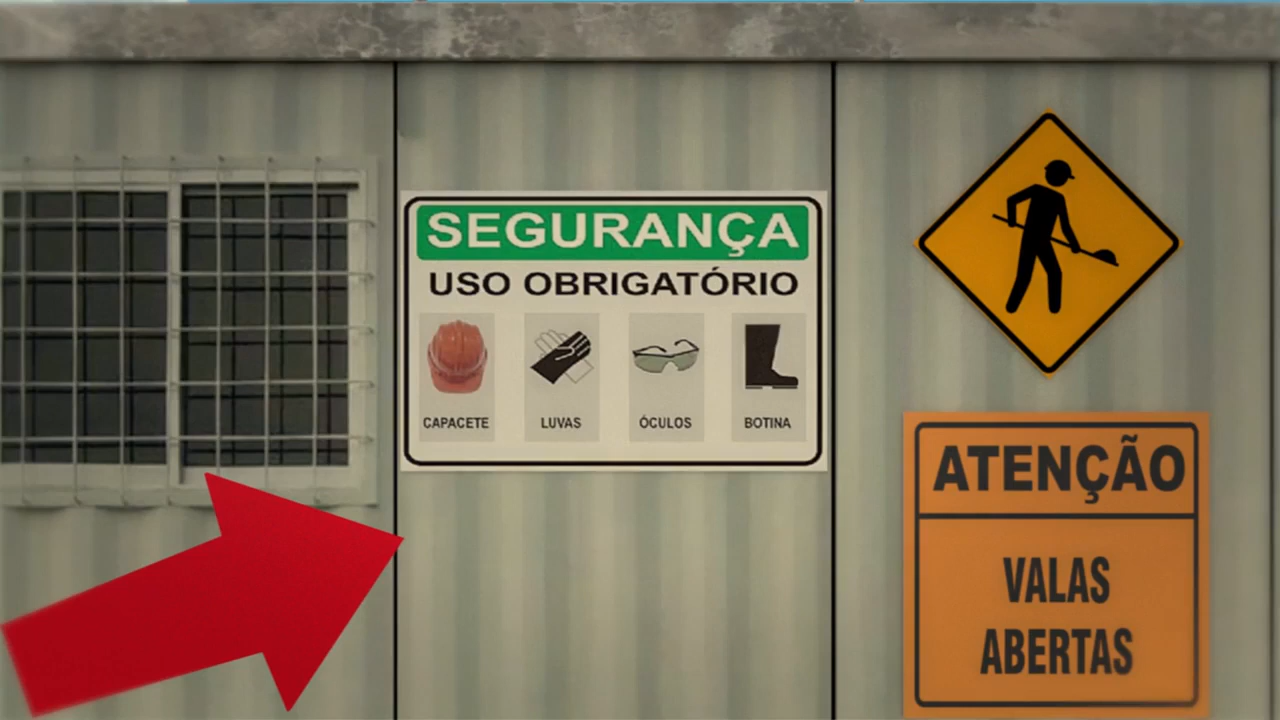 SEGURANÇA
USO OBRIGATÓRIO
CAPACETE LUVAS ÓCULOS BOTINA
ATENÇÃO
VALAS
ABERTAS